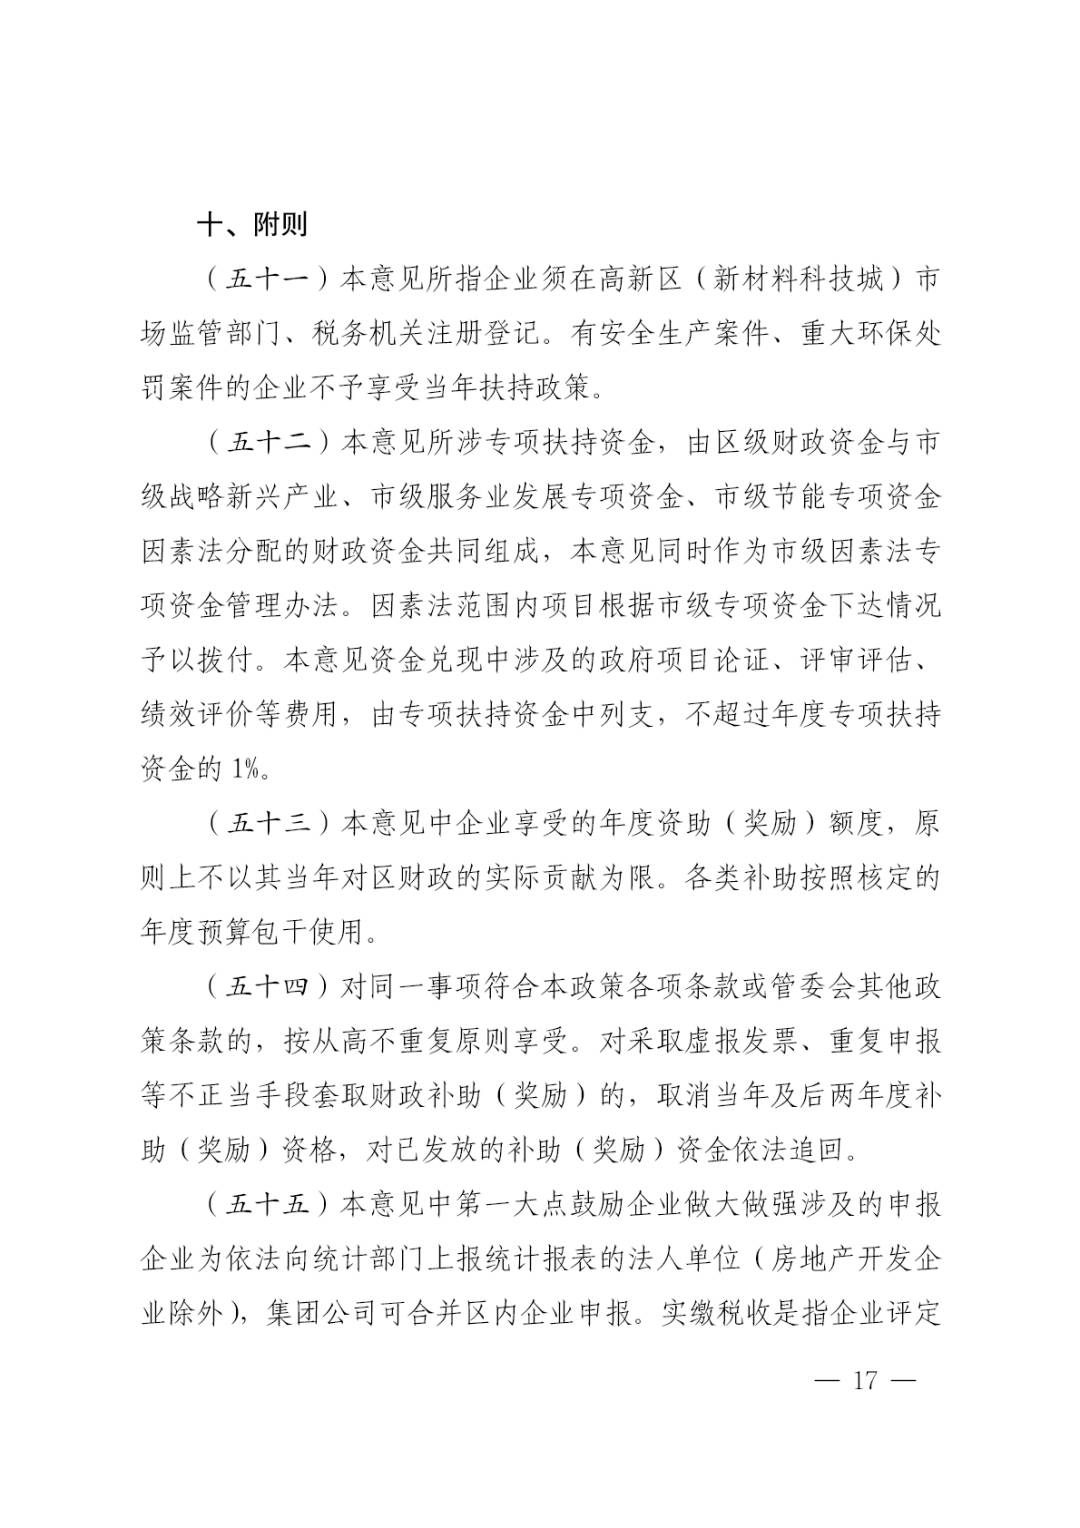 十、附则
（五十一）本意见所指企业须在高新区（新材料科技城）市
场监管部门、税务机关注册登记。有安全生产案件、重大环保处
罚案件的企业不予享受当年扶持政策。
（五十二）本意见所涉专项扶持资金，由区级财政资金与市
级战略新兴产业、市级服务业发展专项资金、市级节能专项资金
因素法分配的财政资金共同组成，本意见同时作为市级因素法专
项资金管理办法。因素法范围内项目根据市级专项资金下达情况
予以拨付。本意见资金兑现中涉及的政府项目论证、评审评估、
绩效评价等费用，由专项扶持资金中列支，不超过年度专项扶持
资金的 1%。
（五十三）本意见中企业享受的年度资助（奖励）额度，原
则上不以其当年对区财政的实际贡献为限。各类补助按照核定的
年度预算包干使用。
（五十四）对同一事项符合本政策各项条款或管委会其他政
策条款的，按从高不重复原则享受。对采取虚报发票、重复申报
等不正当手段套取财政补助（奖励）的，取消当年及后两年度补
助（奖励）资格，对已发放的补助（奖励）资金依法追回。
（五十五）本意见中第一大点鼓励企业做大做强涉及的申报
企业为依法向统计部门上报统计报表的法人单位（房地产开发企
业除外），集团公司可合并区内企业申报。实缴税收是指企业评定
— 17 —